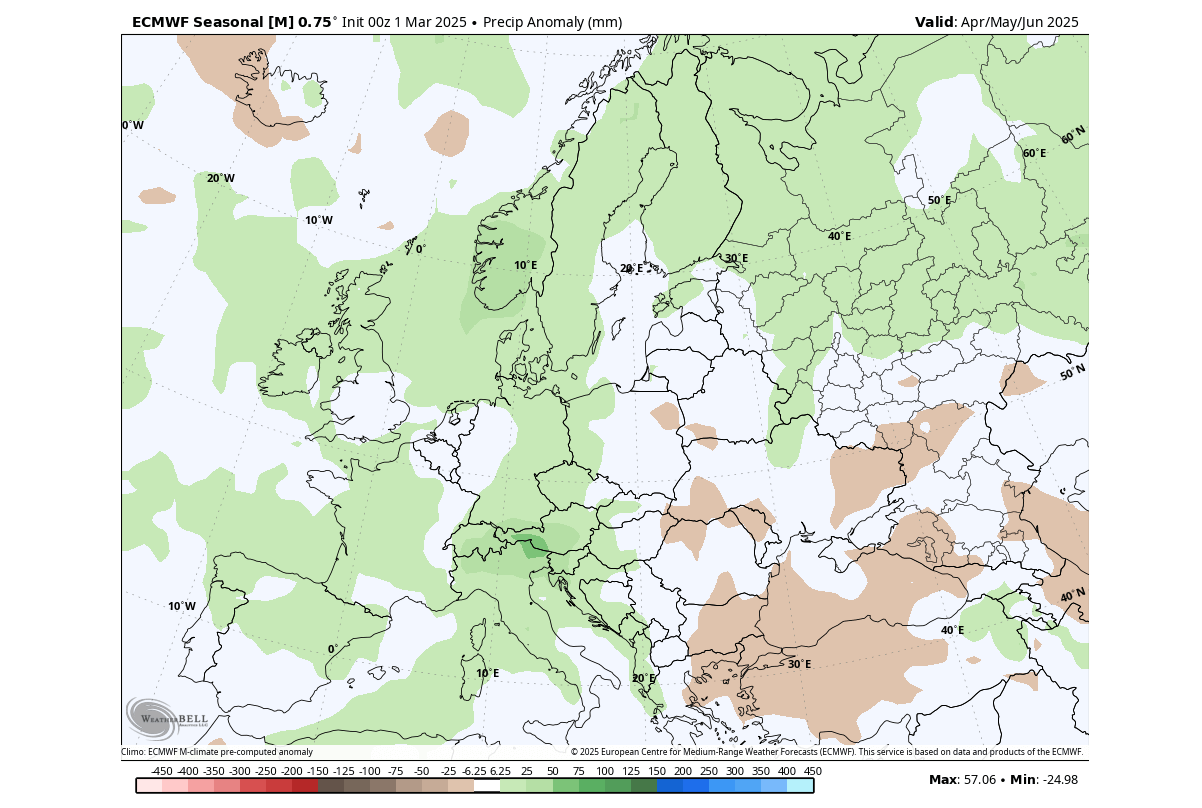 ECMWF Seasonal [M] 0.75° Init 00z 1 Mar 2025 • Precip Anomaly (mm)
Valid: Apr/May/Jun 2025
0°W
60°N
60°E
20°W
50°E
10°W
40°E
0°
30°E
10°E
20°E
50°N
40°N
10°W
40°E
0°
30°E
10°E
20°E
WEATHERBELL
Analytics LLC
Climo: ECMWF M-climate pre-computed anomaly
© 2025 European Centre for Medium-Range Weather Forecasts (ECMWF). This service is based on data and products of the ECMWF.
-450 -400 -350 -300 -250 -200 -150 -125 -100 -75 -50 -25 -6.25 6.25 25 50 75 100 125 150 200 250 300 350 400 450
Max: 57.06 • Min: -24.98